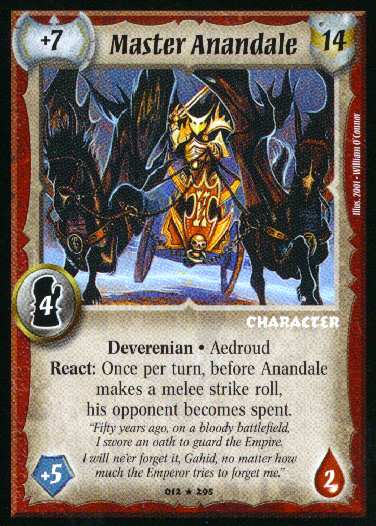 +7
Master Anandale
14
Illus. 2001 • William O'Connor
4
CHARACTER
Deverenian • Aedroud
React: Once per turn, before Anandale
makes a melee strike roll,
his opponent becomes spent.
"Fifty years ago, on a bloody battlefield,
I swore an oath to guard the Empire.
I will ne'er forget it, Gahid, no matter how
much the Emperor tries to forget me."
+5
012 ★ 295
2